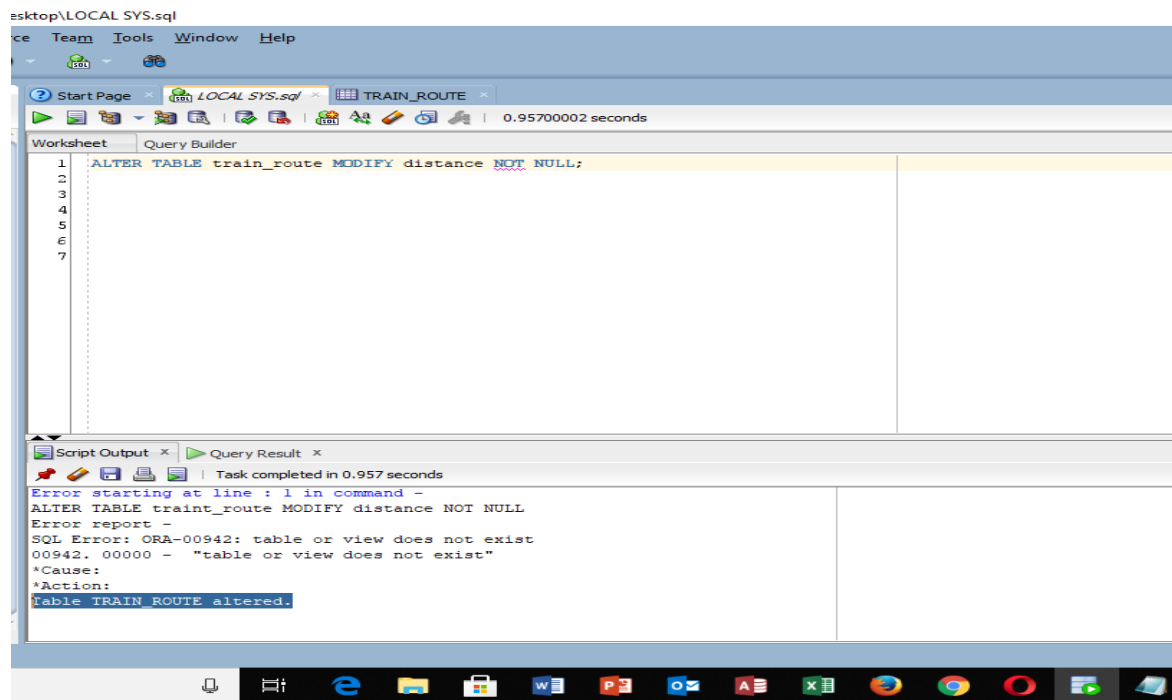 esktop\LOCAL SYS.sql
ce Team Tools Window Help
SQL
Start Page LOCAL SYS.sql TRAIN_ROUTE
0.95700002 seconds
Worksheet Query Builder
1 ALTER TABLE train_route MODIFY distance NOT NULL;
2
3
4
5
6
7
Script Output Query Result
Task completed in 0.957 seconds
Error starting at line : 1 in command -
ALTER TABLE traint_route MODIFY distance NOT NULL
Error report -
SQL Error: ORA-00942: table or view does not exist
00942. 00000 - "table or view does not exist"
*Cause:
*Action:
Table TRAIN_ROUTE altered.